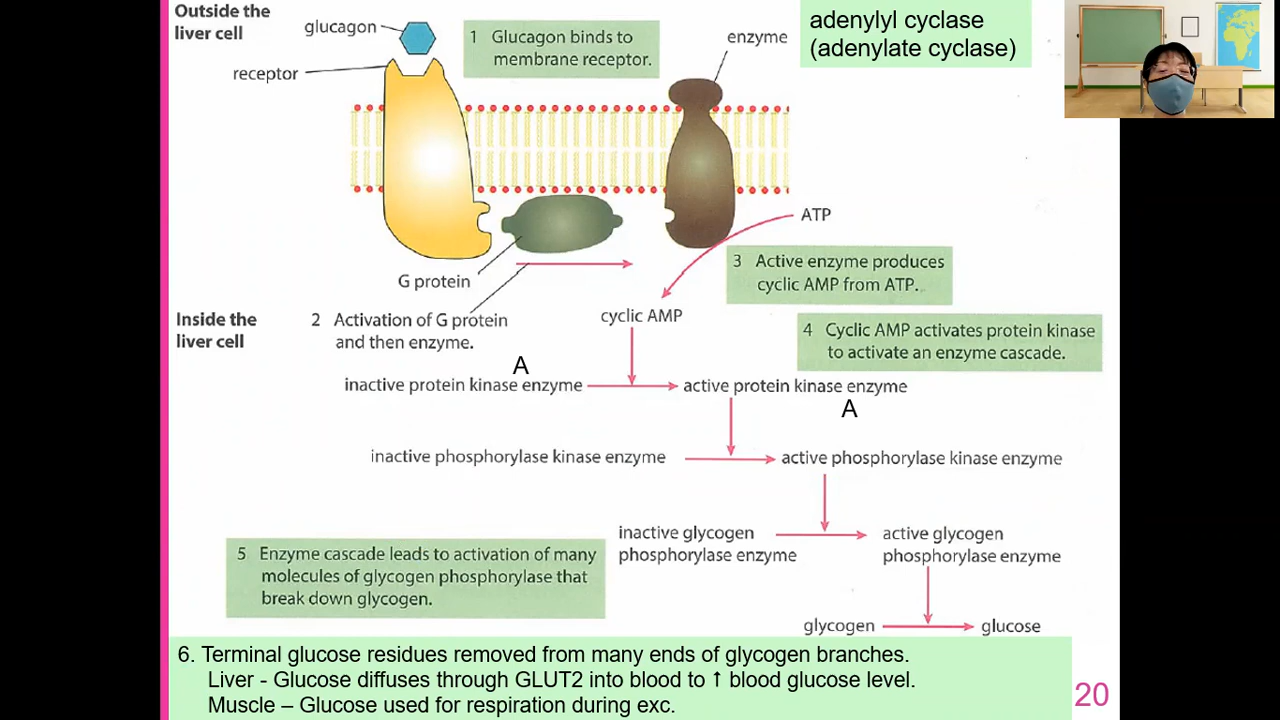 Outside the
liver cell
glucagon
receptor
1 Glucagon binds to
membrane receptor.
enzyme
adenylyl cyclase
(adenylate cyclase)
ATP
G protein
3 Active enzyme produces
cyclic AMP from ATP.
Inside the
liver cell
2 Activation of G protein
and then enzyme.
cyclic AMP
4 Cyclic AMP activates protein kinase
to activate an enzyme cascade.
A
inactive protein kinase enzyme
active protein kinase enzyme
A
inactive phosphorylase kinase enzyme
active phosphorylase kinase enzyme
inactive glycogen
phosphorylase enzyme
active glycogen
phosphorylase enzyme
5 Enzyme cascade leads to activation of many
molecules of glycogen phosphorylase that
break down glycogen.
glycogen
glucose
6. Terminal glucose residues removed from many ends of glycogen branches.
Liver - Glucose diffuses through GLUT2 into blood to ↑ blood glucose level.
Muscle – Glucose used for respiration during exc.
20